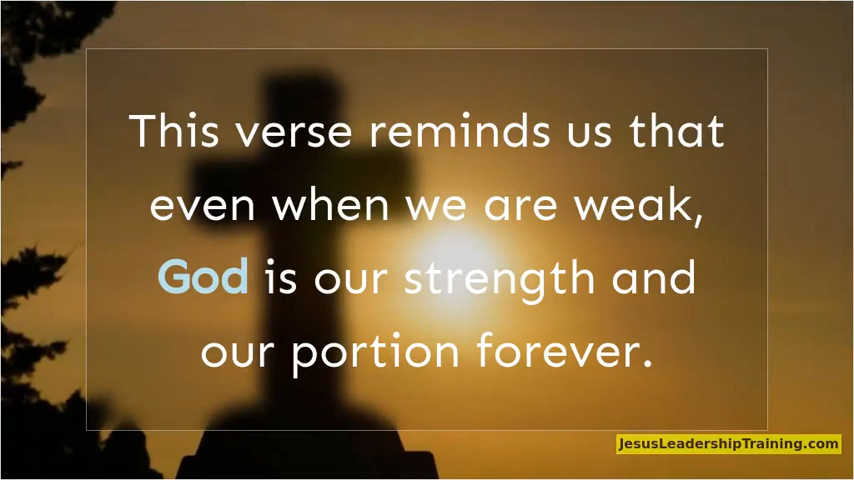 This verse reminds us that
even when we are weak,
God is our strength and
our portion forever.
JesusLeadershipTraining.com